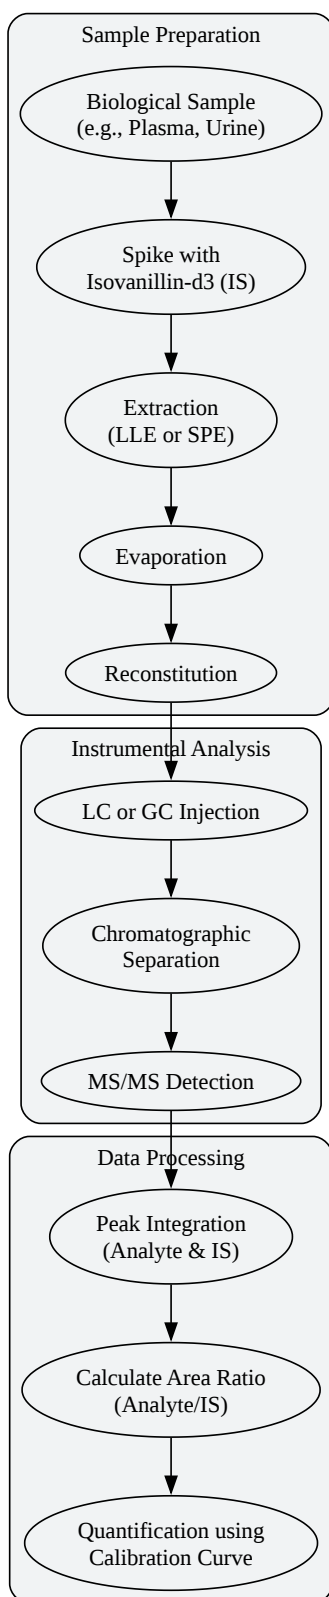 Sample Preparation
Biological Sample
(e.g., Plasma, Urine)
Spike with
Isovanillin-d3 (IS)
Extraction
(LLE or SPE)
Evaporation
Reconstitution
Instrumental Analysis
LC or GC Injection
Chromatographic
Separation
MS/MS Detection
Data Processing
Peak Integration
(Analyte & IS)
Calculate Area Ratio
(Analyte/IS)
Quantification using
Calibration Curve